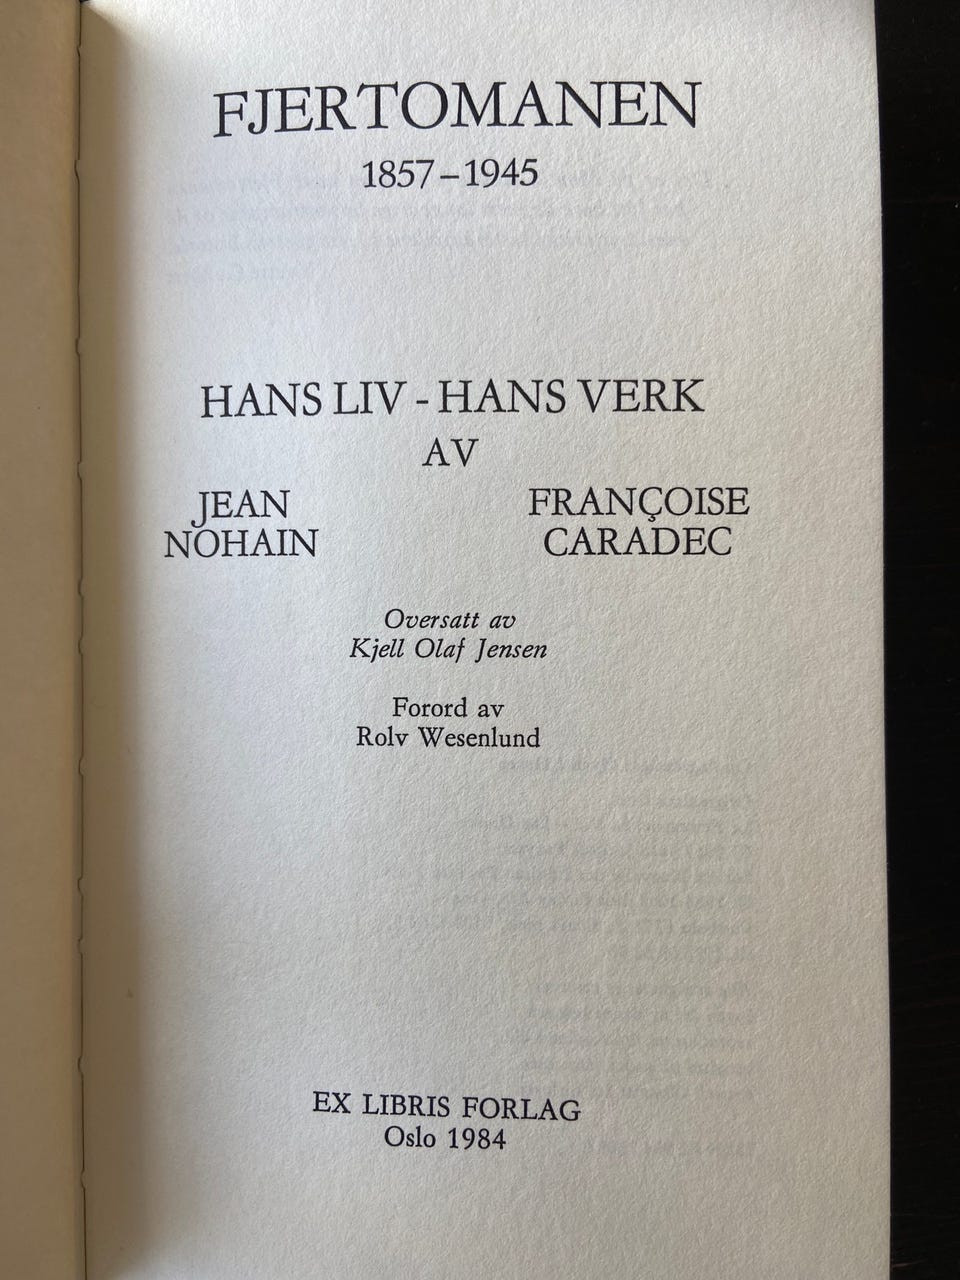 FJERTOMANEN
1857–1945
HANS LIV - HANS VERK
AV
JEAN
NOHAIN
FRANÇOISE
CARADEC
Oversatt av
Kjell Olaf Jensen
Forord av
Rolv Wesenlund
EX LIBRIS FORLAG
Oslo 1984